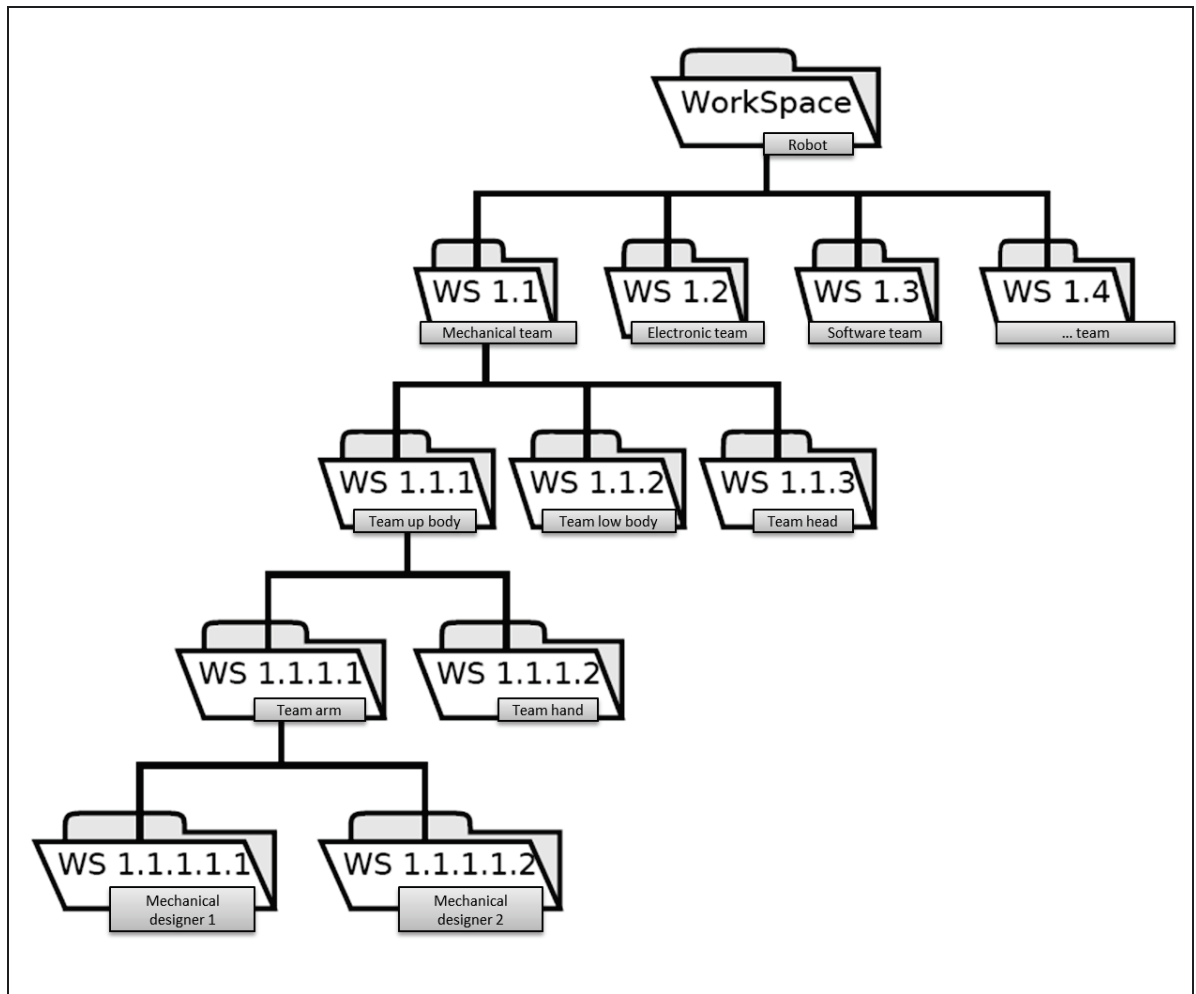 WorkSpace
Robot
WS 1.1
WS 1.2
WS 1.3
WS 1.4
Mechanical team
Electronic team
Software team
... team
WS 1.1.1
WS 1.1.2
WS 1.1.3
Team up body
Team low body
Team head
WS 1.1.1.1
WS 1.1.1.2
Team arm
Team hand
WS 1.1.1.1.1
WS 1.1.1.1.2
Mechanical
designer 1
Mechanical
designer 2